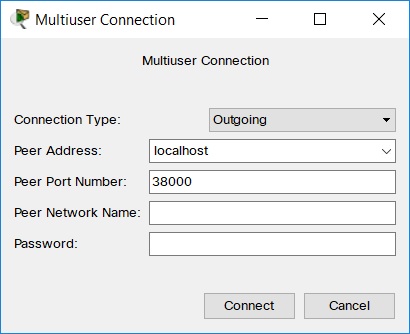 Multiuser Connection
Multiuser Connection
Connection Type: Outgoing
Peer Address: localhost
Peer Port Number: 38000
Peer Network Name:
Password:
Connect Cancel